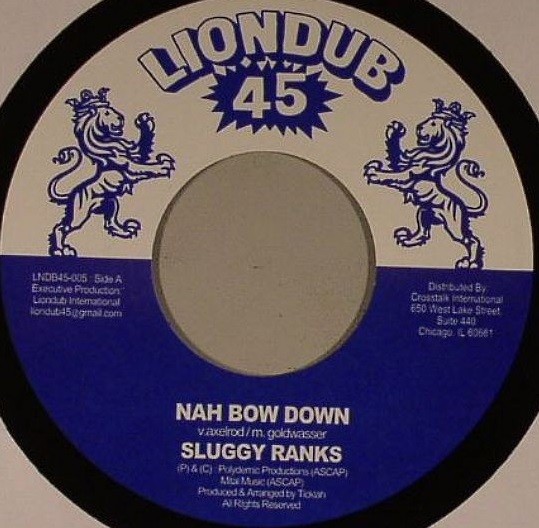 LIONDUB
45
LNDB45-005 : Side A
Executive Production:
Liondub International
liondub45@gmail.com
Distributed By:
Crosstalk International
650 West Lake Street,
Suite 440
Chicago, IL 60661
NAH BOW DOWN
v.axelrod / m. goldwasser
SLUGGY RANKS
(P) & (C) : Polydemic Productions (ASCAP)
Mital Music (ASCAP)
Produced & Arranged by Ticklah
All Rights Reserved